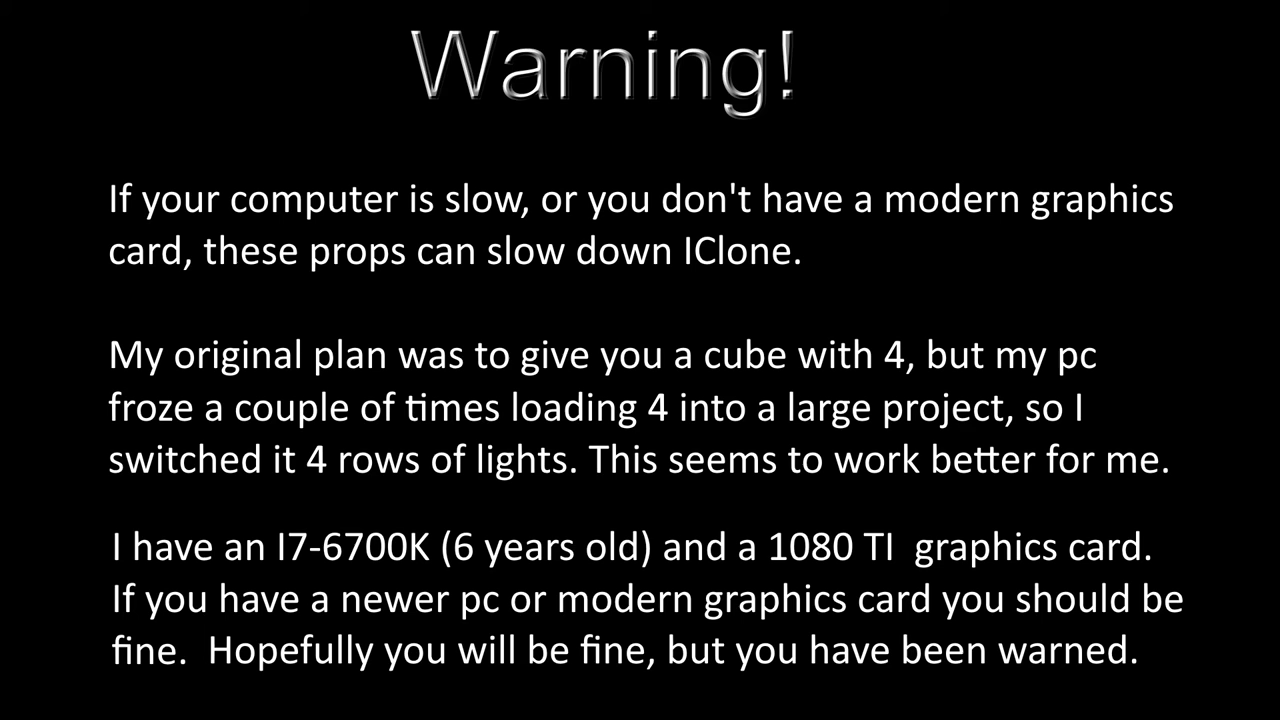 Warning!
If your computer is slow, or you don't have a modern graphics
card, these props can slow down IClone.
My original plan was to give you a cube with 4, but my pc
froze a couple of times loading 4 into a large project, so I
switched it 4 rows of lights. This seems to work better for me.
I have an I7-6700K (6 years old) and a 1080 TI  graphics card.
If you have a newer pc or modern graphics card you should be
fine.  Hopefully you will be fine, but you have been warned.